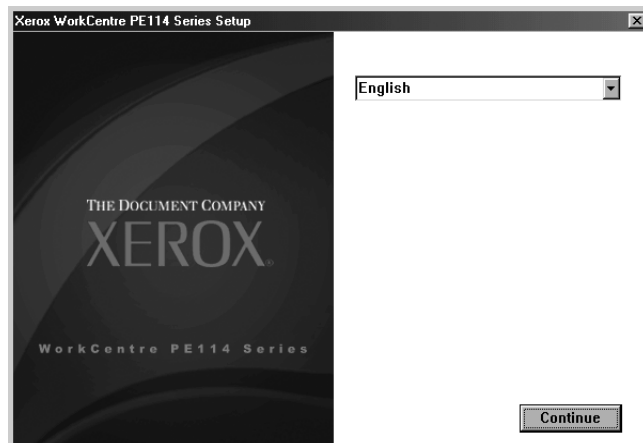 Xerox WorkCentre PE114 Series Setup
English
THE DOCUMENT COMPANY
XEROX®
WorkCentre PE114 Series
Continue